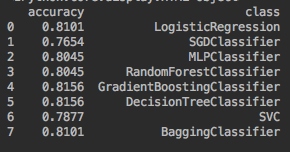 accuracy class
0 0.8101 LogisticRegression
1 0.7654 SGDClassifier
2 0.8045 MLPClassifier
3 0.8045 RandomForestClassifier
4 0.8156 GradientBoostingClassifier
5 0.8156 DecisionTreeClassifier
6 0.7877 SVC
7 0.8101 BaggingClassifier